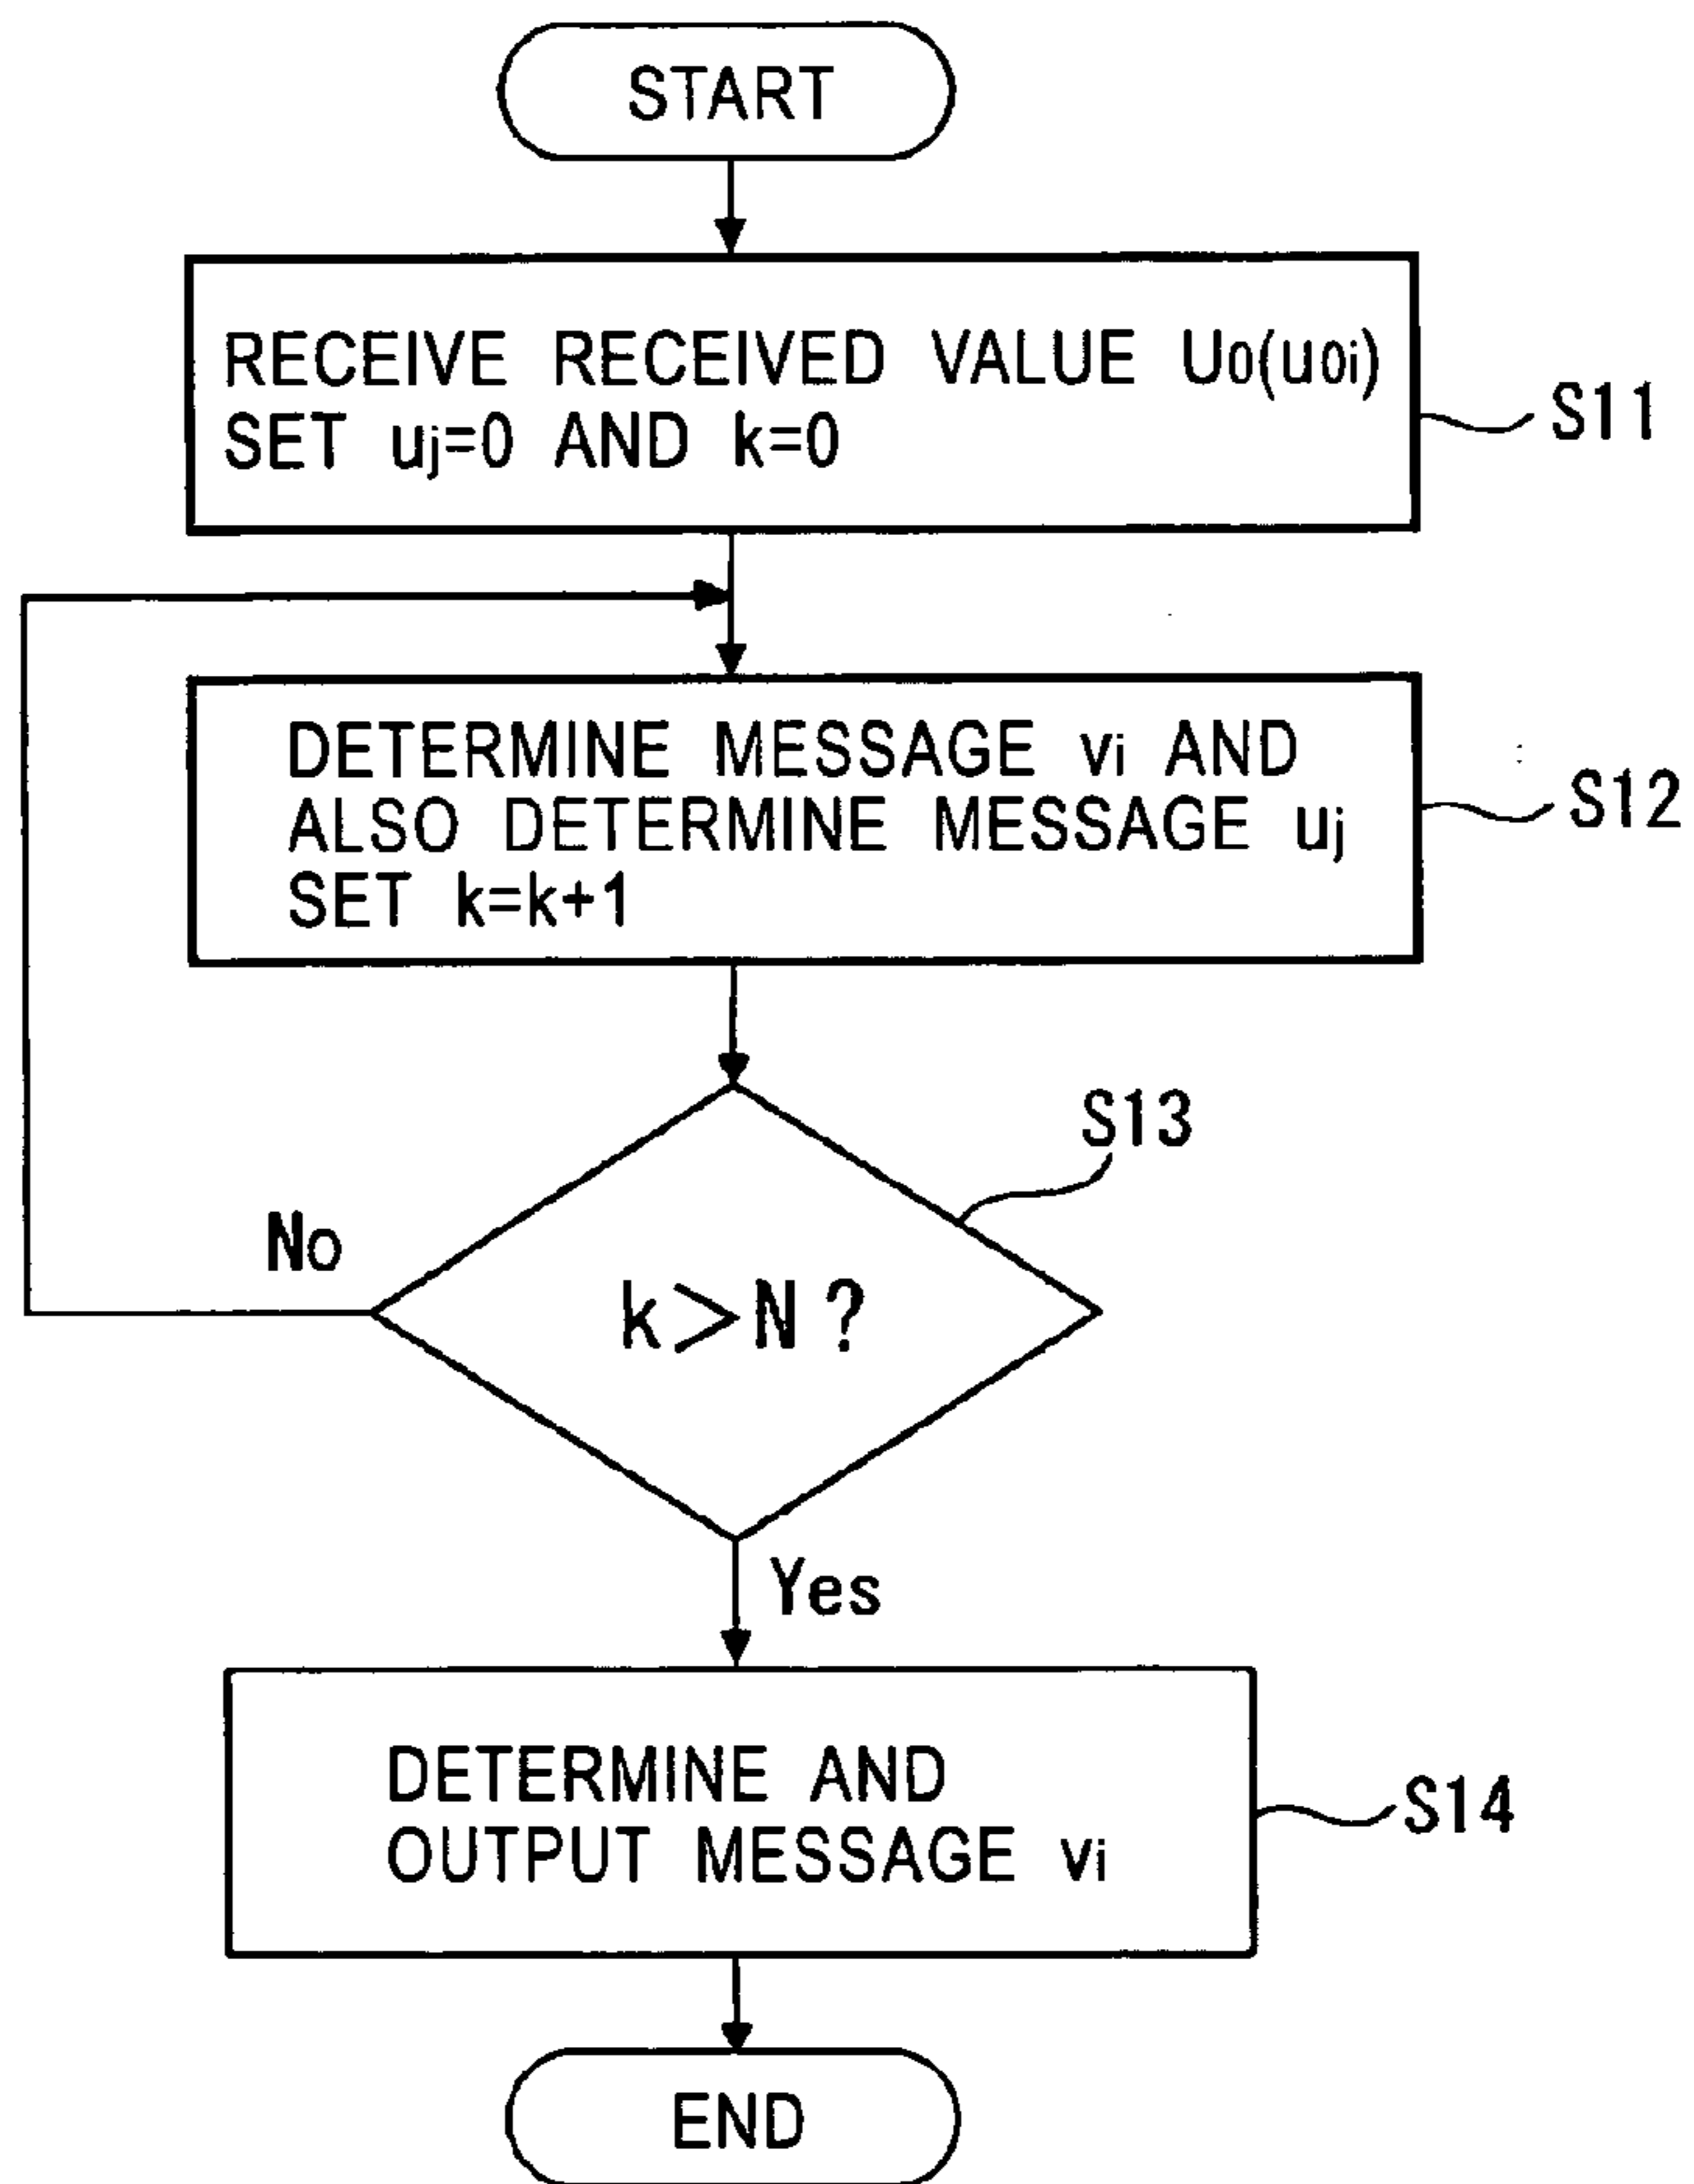 START
RECEIVE RECEIVED VALUE U0(u0i)
SET uj=0 AND k=0
S11
DETERMINE MESSAGE vi AND
ALSO DETERMINE MESSAGE uj
SET k=k+1
S12
S13
No
k>N?
Yes
DETERMINE AND
OUTPUT MESSAGE vi
S14
END